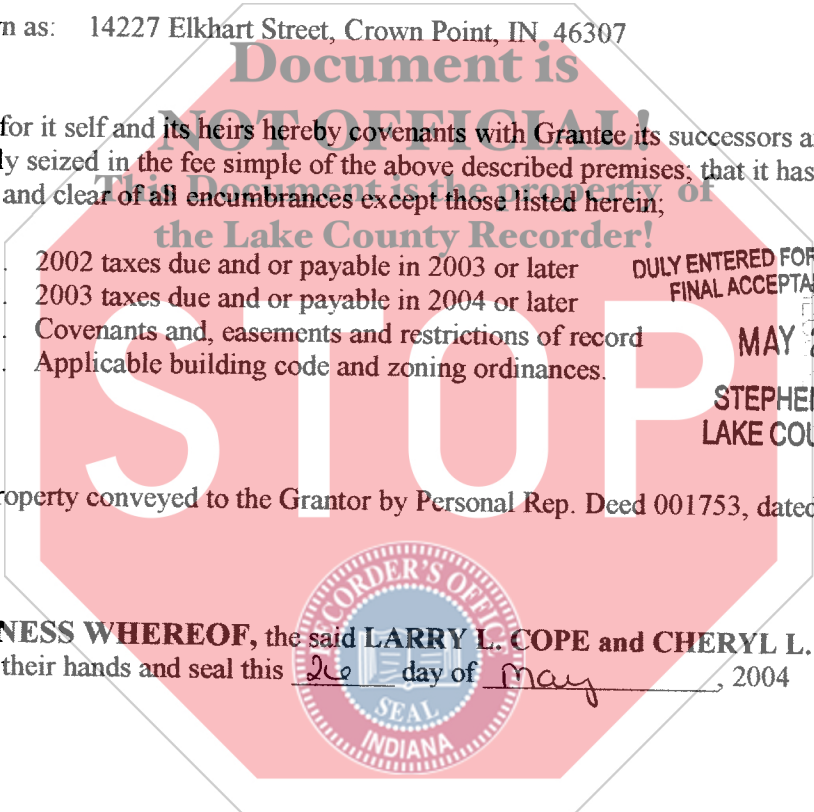 n as: 14227 Elkhart Street, Crown Point, IN 46307
Document is
NOT OFFICIAL!
for it self and its heirs hereby covenants with Grantee its successors a
ly seized in the fee simple of the above described premises; that it has
This Document is the property of
and clear of all encumbrances except those listed herein;
the Lake County Recorder!
. 2002 taxes due and or payable in 2003 or later
DULY ENTERED FOR
. 2003 taxes due and or payable in 2004 or later
FINAL ACCEPTA
. Covenants and, easements and restrictions of record
MAY 2
. Applicable building code and zoning ordinances.
STEPHEN
LAKE COU
STOP
roperty conveyed to the Grantor by Personal Rep. Deed 001753, dated
RECORDER'S OFFIC
NESS WHEREOF, the said LARRY L. COPE and CHERYL L.
their hands and seal this 26 day of May, 2004
SEAL
INDIANA